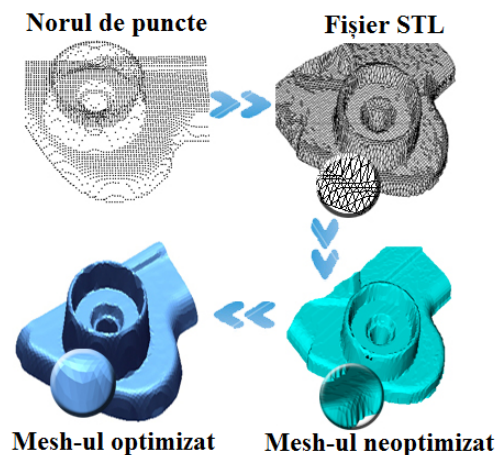 Norul de puncte
Fișier STL
Mesh-ul optimizat
Mesh-ul neoptimizat